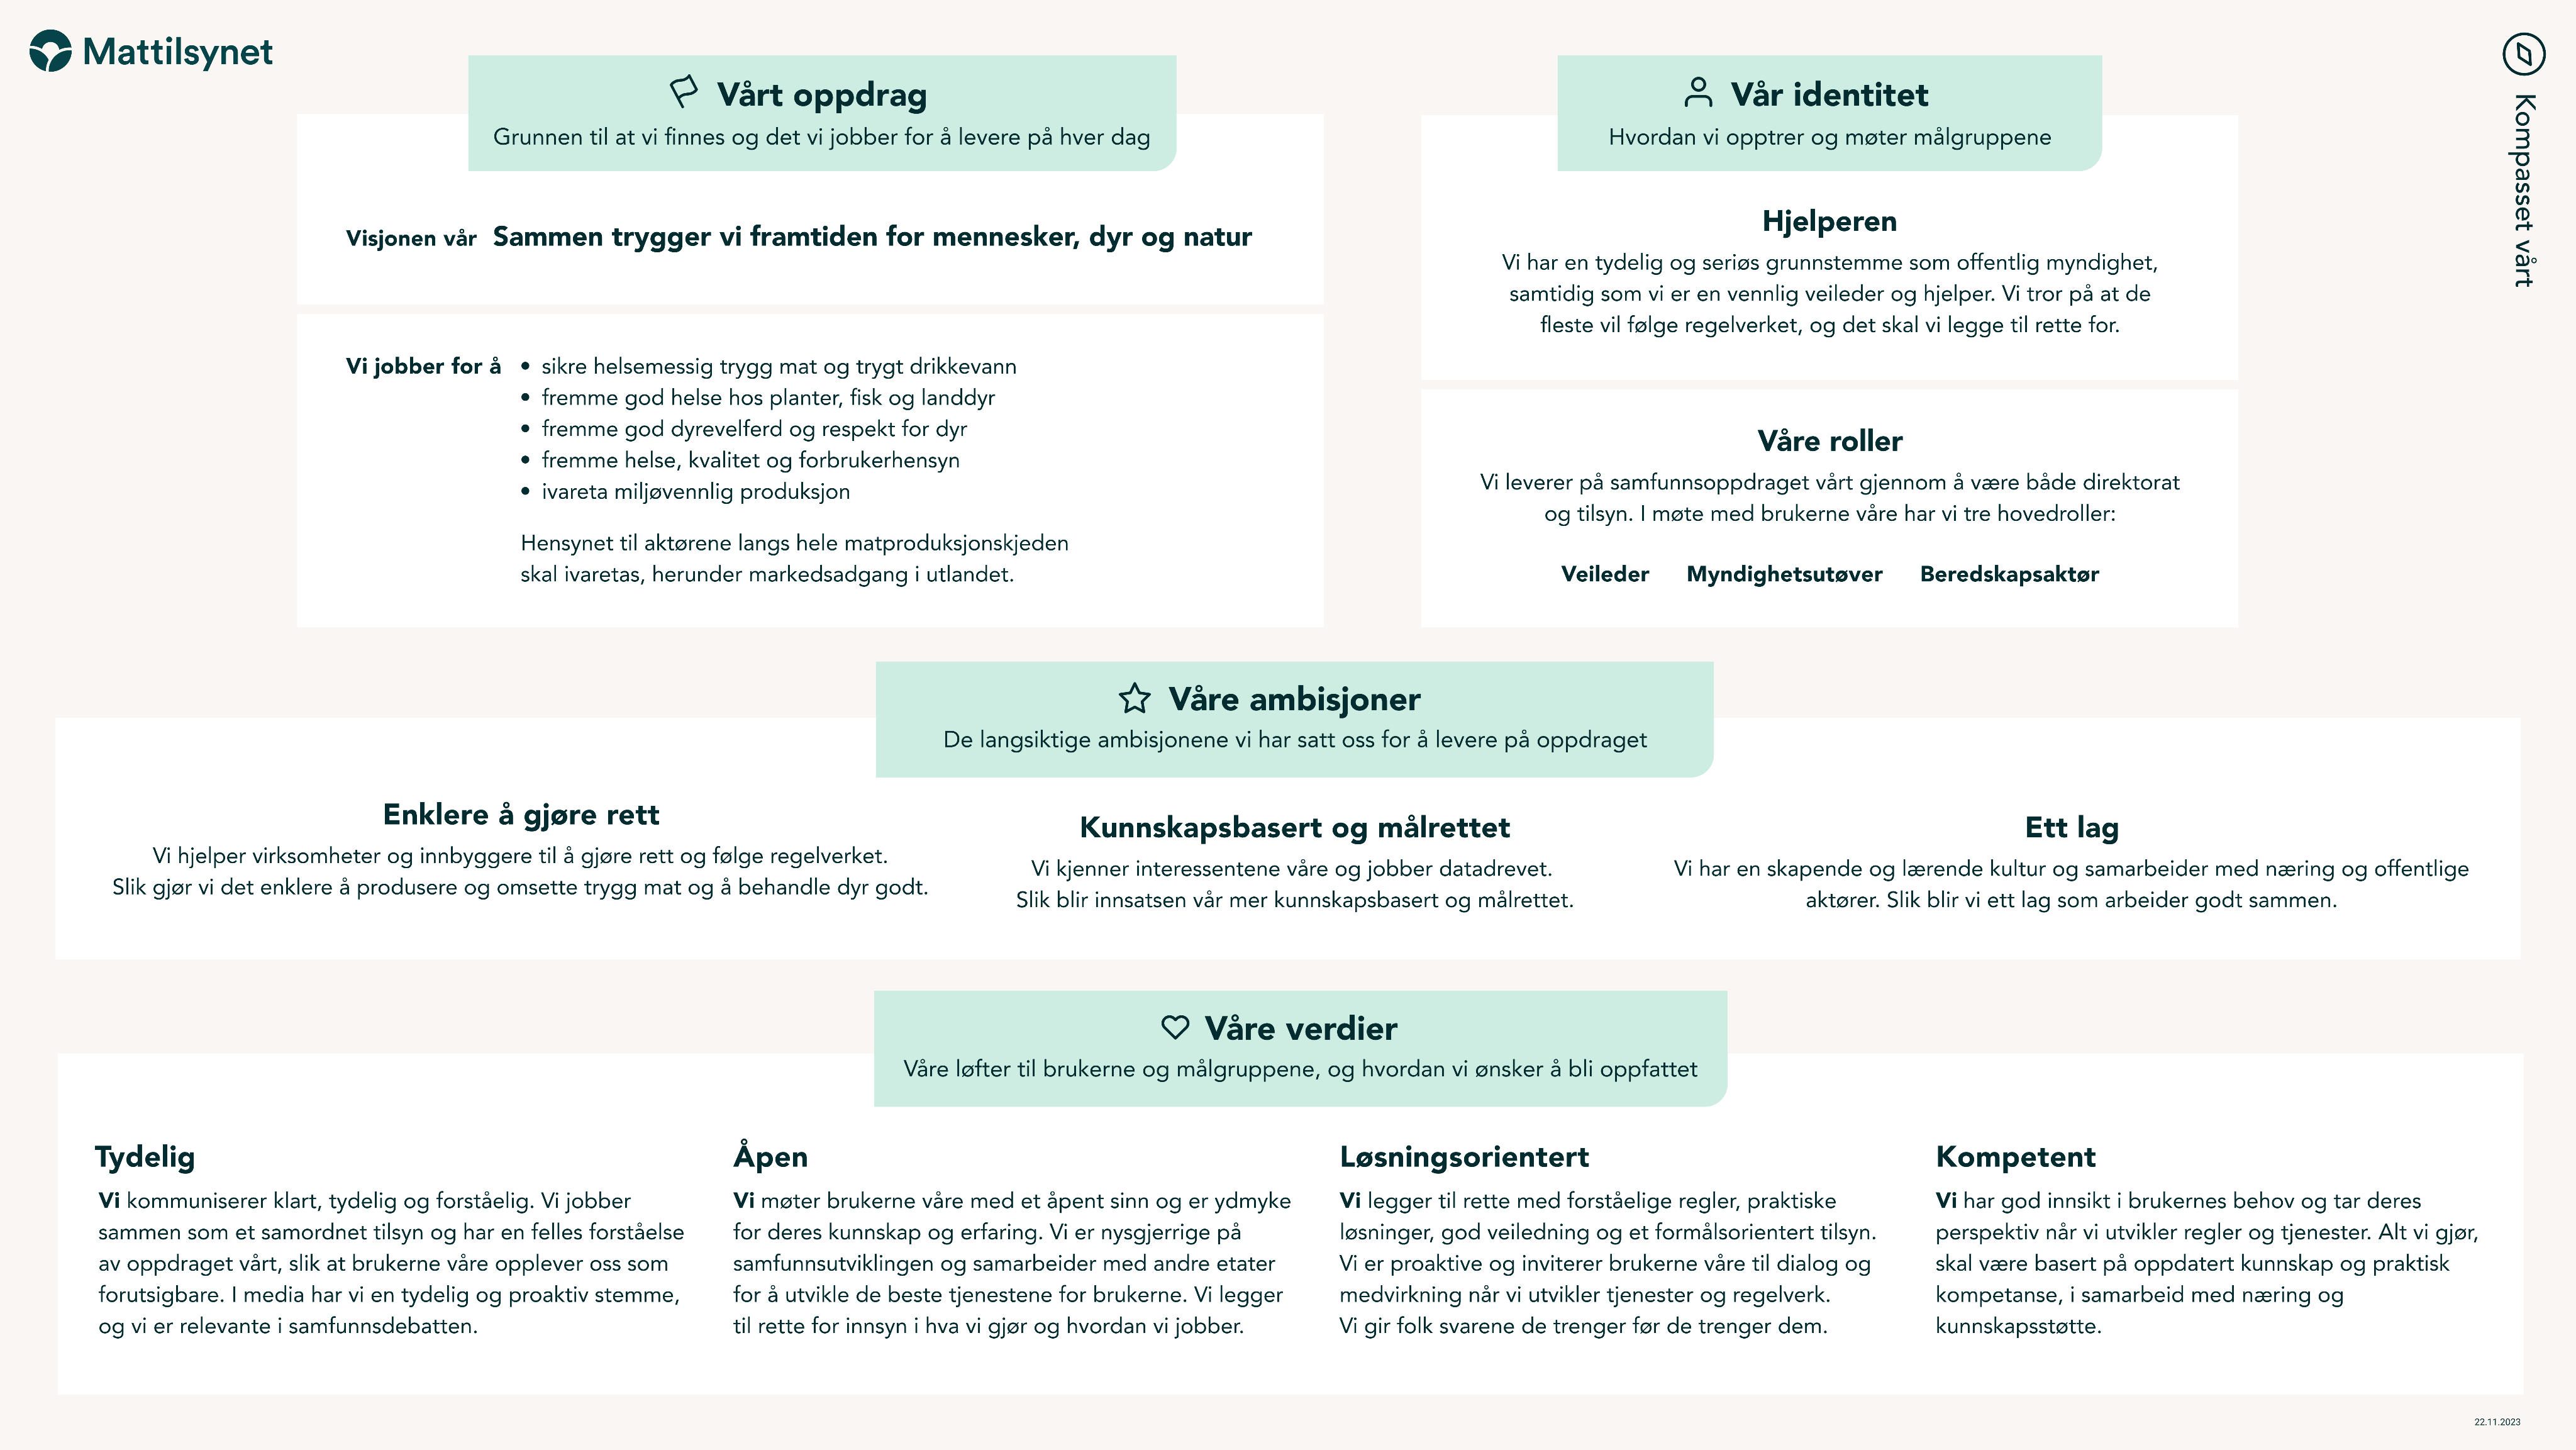 Mattilsynet
Kompasset vårt
Vårt oppdrag
Grunnen til at vi finnes og det vi jobber for å levere på hver dag
Visjonen vår Sammen trygger vi framtiden for mennesker, dyr og natur
Vi jobber for å
• sikre helsemessig trygg mat og trygt drikkevann
• fremme god helse hos planter, fisk og landdyr
• fremme god dyrevelferd og respekt for dyr
• fremme helse, kvalitet og forbrukerhensyn
• ivareta miljøvennlig produksjon
Hensynet til aktørene langs hele matproduksjonskjeden
skal ivaretas, herunder markedsadgang i utlandet.
Vår identitet
Hvordan vi opptrer og møter målgruppene
Hjelperen
Vi har en tydelig og seriøs grunnstemme som offentlig myndighet,
samtidig som vi er en vennlig veileder og hjelper. Vi tror på at de
fleste vil følge regelverket, og det skal vi legge til rette for.
Våre roller
Vi leverer på samfunnsoppdraget vårt gjennom å være både direktorat
og tilsyn. I møte med brukerne våre har vi tre hovedroller:
Veileder Myndighetsutøver Beredskapsaktør
Våre ambisjoner
De langsiktige ambisjonene vi har satt oss for å levere på oppdraget
Enklere å gjøre rett
Vi hjelper virksomheter og innbyggere til å gjøre rett og følge regelverket.
Slik gjør vi det enklere å produsere og omsette trygg mat og å behandle dyr godt.
Kunnskapsbasert og målrettet
Vi kjenner interessentene våre og jobber datadrevet.
Slik blir innsatsen vår mer kunnskapsbasert og målrettet.
Ett lag
Vi har en skapende og lærende kultur og samarbeider med næring og offentlige
aktører. Slik blir vi ett lag som arbeider godt sammen.
Våre verdier
Våre løfter til brukerne og målgruppene, og hvordan vi ønsker å bli oppfattet
Tydelig
Vi kommuniserer klart, tydelig og forståelig. Vi jobber
sammen som et samordnet tilsyn og har en felles forståelse
av oppdraget vårt, slik at brukerne våre opplever oss som
forutsigbare. I media har vi en tydelig og proaktiv stemme,
og vi er relevante i samfunnsdebatten.
Åpen
Vi møter brukerne våre med et åpent sinn og er ydmyke
for deres kunnskap og erfaring. Vi er nysgjerrige på
samfunnsutviklingen og samarbeider med andre etater
for å utvikle de beste tjenestene for brukerne. Vi legger
til rette for innsyn i hva vi gjør og hvordan vi jobber.
Løsningsorientert
Vi legger til rette med forståelige regler, praktiske
løsninger, god veiledning og et formålsorientert tilsyn.
Vi er proaktive og inviterer brukerne våre til dialog og
medvirkning når vi utvikler tjenester og regelverk.
Vi gir folk svarene de trenger før de trenger dem.
Kompetent
Vi har god innsikt i brukernes behov og tar deres
perspektiv når vi utvikler regler og tjenester. Alt vi gjør,
skal være basert på oppdatert kunnskap og praktisk
kompetanse, i samarbeid med næring og
kunnskapsstøtte.
22.11.2023